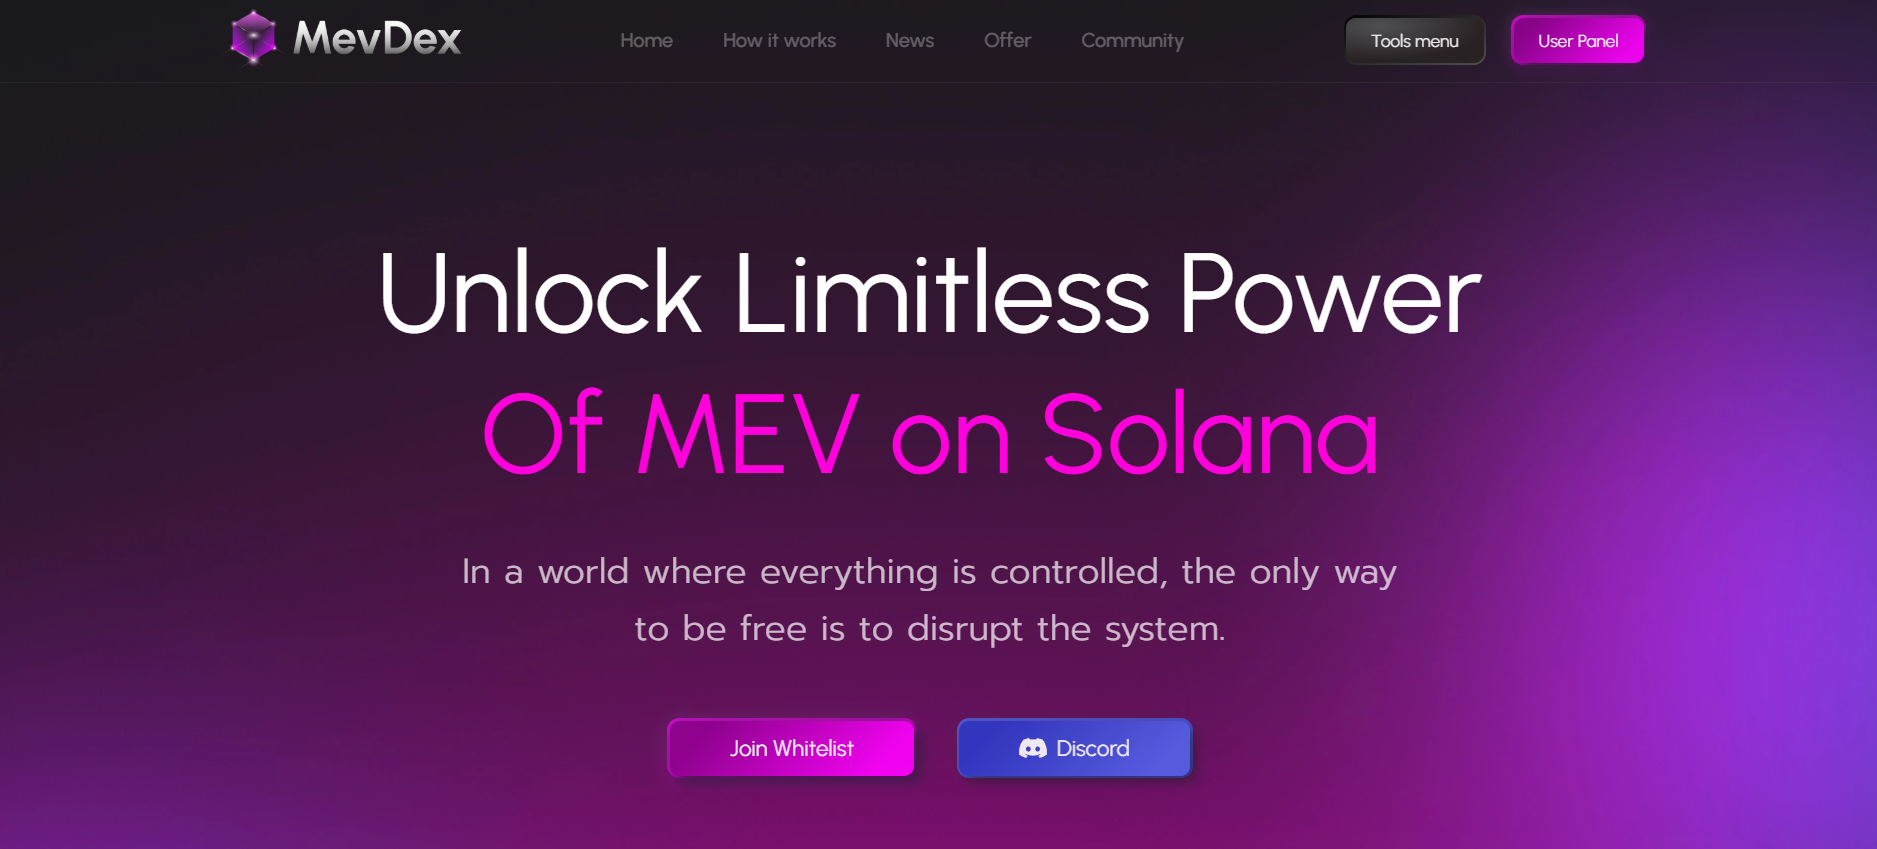 MevDex
Home
How it works
News
Offer
Community
Tools menu
User Panel
Unlock Limitless Power
Of MEV on Solana
In a world where everything is controlled, the only way
to be free is to disrupt the system.
Join Whitelist
Discord